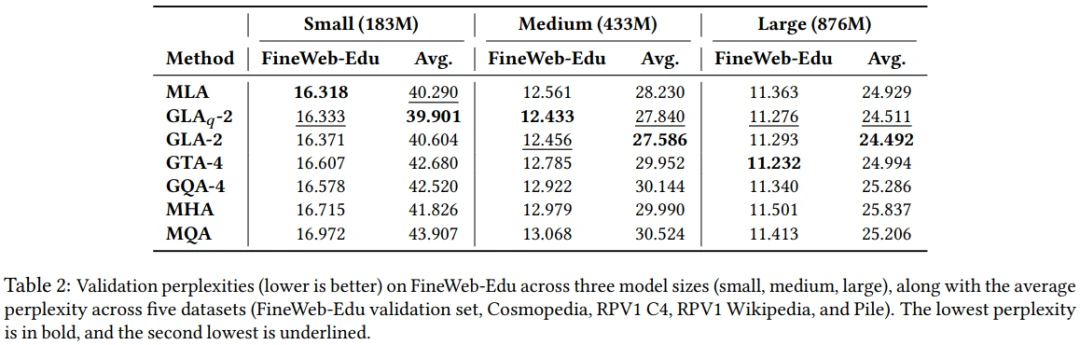 Small (183M) Medium (433M) Large (876M)
Method FineWeb-Edu Avg. FineWeb-Edu Avg. FineWeb-Edu Avg.
MLA 16.318 40.290 12.561 28.230 11.363 24.929
GLAq-2 16.333 39.901 12.433 27.840 11.276 24.511
GLA-2 16.371 40.604 12.456 27.586 11.293 24.492
GTA-4 16.607 42.680 12.785 29.952 11.232 24.994
GQA-4 16.578 42.520 12.922 30.144 11.340 25.286
MHA 16.715 41.826 12.979 29.990 11.501 25.837
MQA 16.972 43.907 13.068 30.524 11.413 25.206
Table 2: Validation perplexities (lower is better) on FineWeb-Edu across three model sizes (small, medium, large), along with the average
perplexity across five datasets (FineWeb-Edu validation set, Cosmopedia, RPV1 C4, RPV1 Wikipedia, and Pile). The lowest perplexity
is in bold, and the second lowest is underlined.